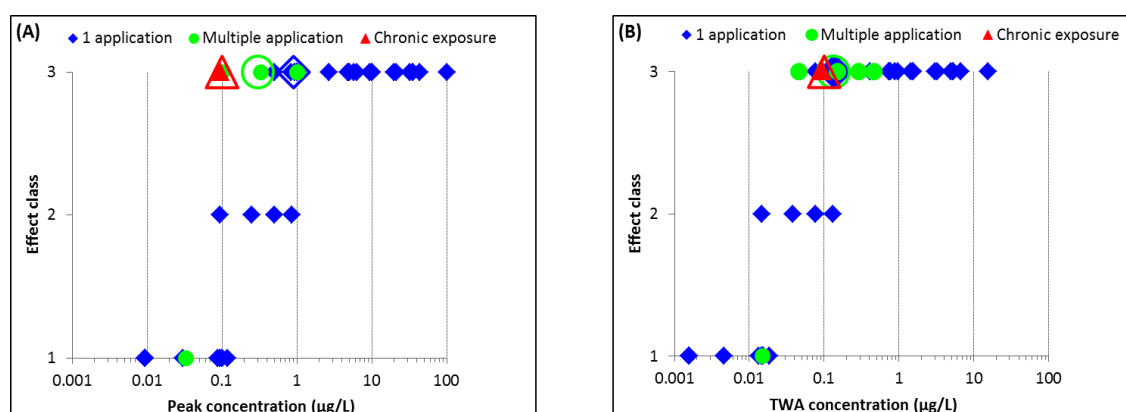 (A)
1 application Multiple application Chronic exposure
3
2
1
Effect class
0.001 0.01 0.1 1 10 100
Peak concentration (µg/L)
(B)
1 application Multiple application Chronic exposure
3
2
1
Effect class
0.001 0.01 0.1 1 10 100
TWA concentration (µg/L)